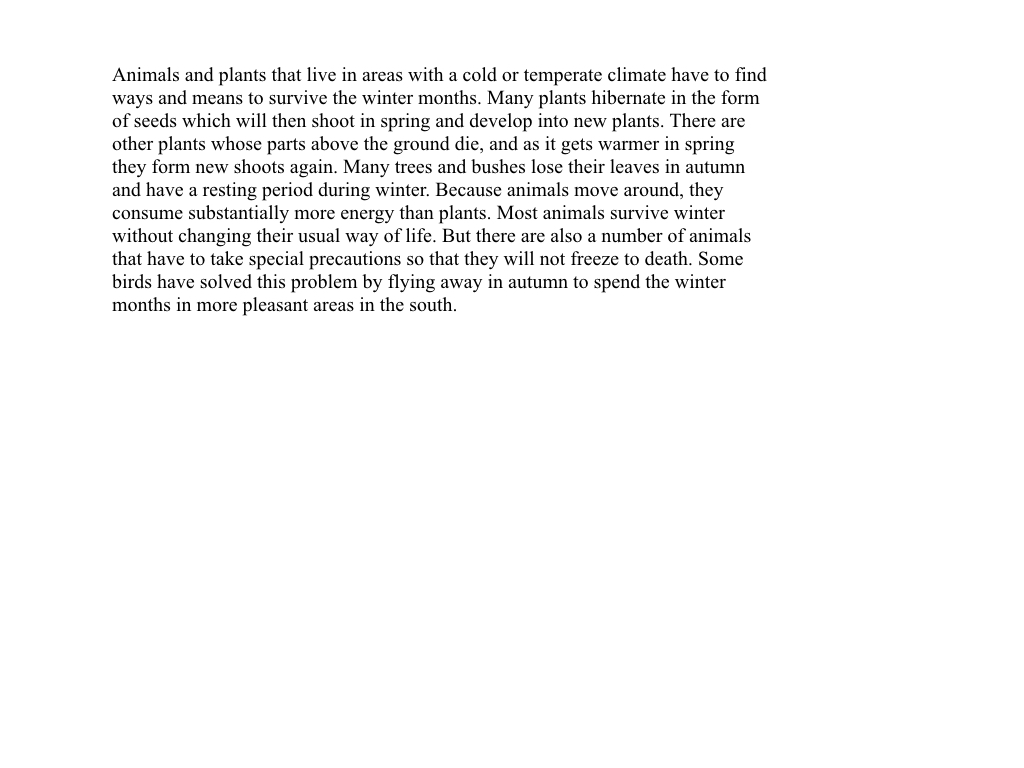 Animals and plants that live in areas with a cold or temperate climate have to find
ways and means to survive the winter months. Many plants hibernate in the form
of seeds which will then shoot in spring and develop into new plants. There are
other plants whose parts above the ground die, and as it gets warmer in spring
they form new shoots again. Many trees and bushes lose their leaves in autumn
and have a resting period during winter. Because animals move around, they
consume substantially more energy than plants. Most animals survive winter
without changing their usual way of life. But there are also a number of animals
that have to take special precautions so that they will not freeze to death. Some
birds have solved this problem by flying away in autumn to spend the winter
months in more pleasant areas in the south.